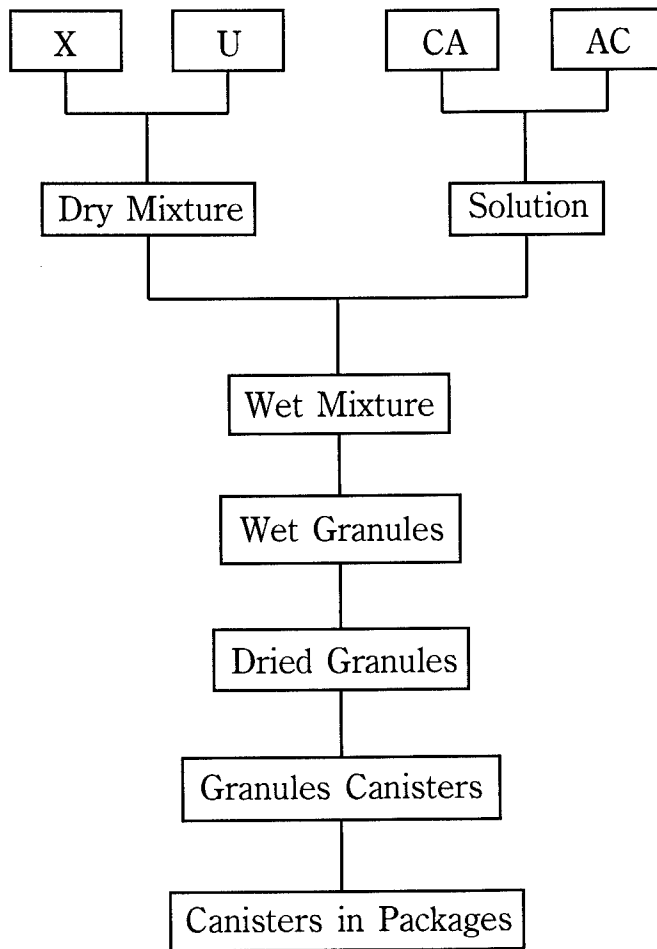 X
U
CA
AC
Dry Mixture
Solution
Wet Mixture
Wet Granules
Dried Granules
Granules Canisters
Canisters in Packages